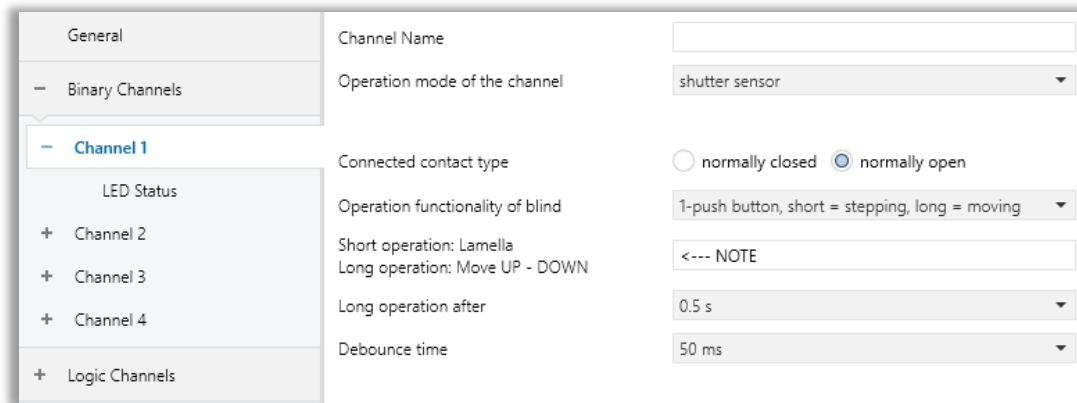 General
Binary Channels
Channel 1
LED Status
Channel 2
Channel 3
Channel 4
Logic Channels
Channel Name
Operation mode of the channel
shutter sensor
Connected contact type
normally closed
normally open
Operation functionality of blind
1-push button, short = stepping, long = moving
Short operation: Lamella
Long operation: Move UP - DOWN
<--- NOTE
Long operation after
0.5 s
Debounce time
50 ms